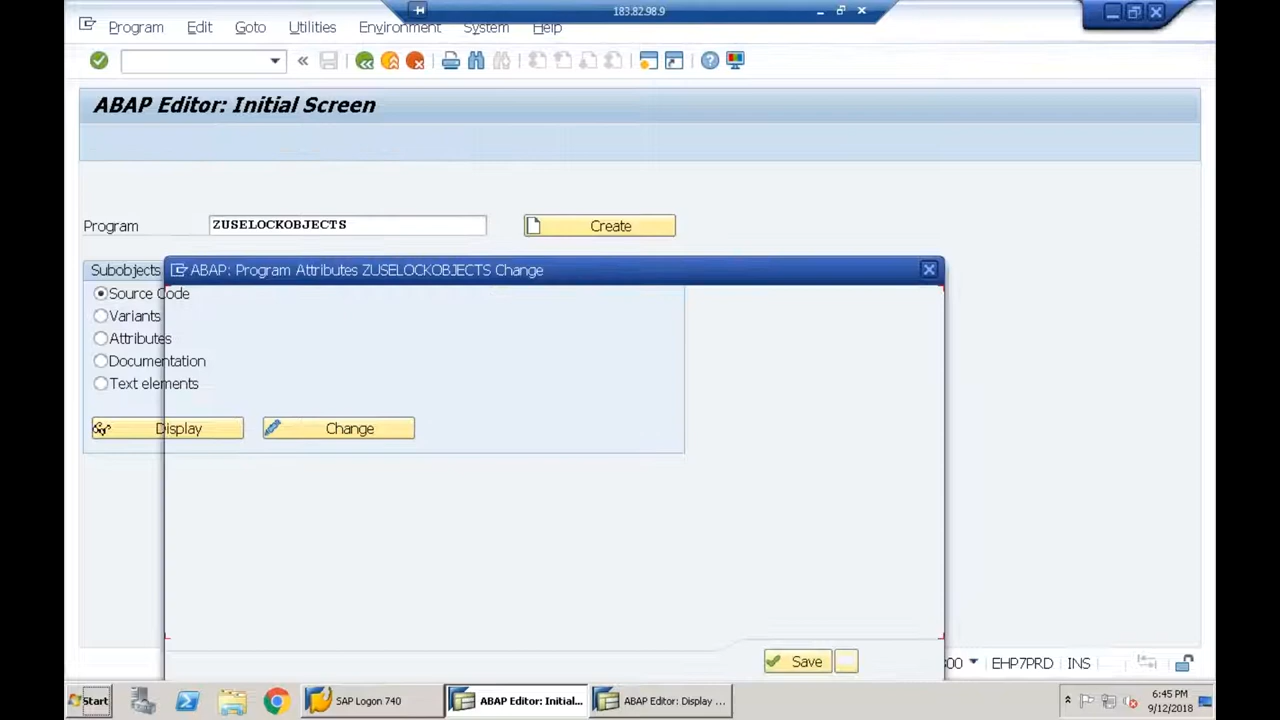 183.82.98.9
Program Edit Goto Utilities Environment System Help
ABAP Editor: Initial Screen
Program ZUSELOCKOBJECTS Create
Subobjects
ABAP: Program Attributes ZUSELOCKOBJECTS Change
Source Code
Variants
Attributes
Documentation
Text elements
Display Change
Save
00 EHP7PRD INS
Start SAP Logon 740 ABAP Editor: Initial... ABAP Editor: Display ...
6:45 PM
9/12/2018